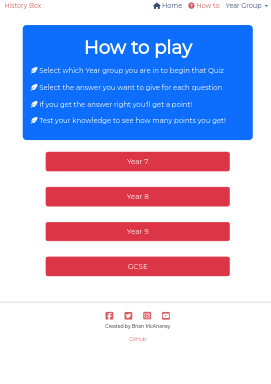 History Box
Home
How to
Year Group
How to play
Select which Year group you are in to begin that Quiz
Select the answer you want to give for each question
If you get the answer right you'll get a point!
Test your knowledge to see how many points you get!
Year 7
Year 8
Year 9
GCSE
Created by Brian McAnaney
GitHub